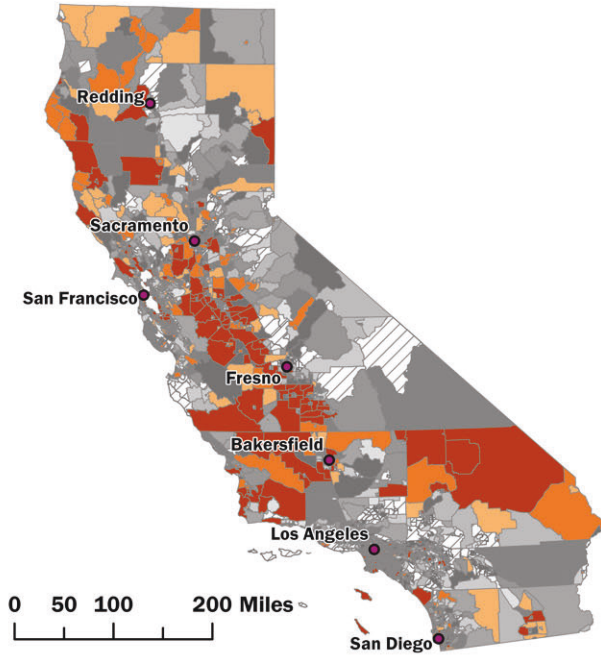 Redding
Sacramento
San Francisco
Fresno
Bakersfield
Los Angeles
0 50 100 200 Miles
San Diego